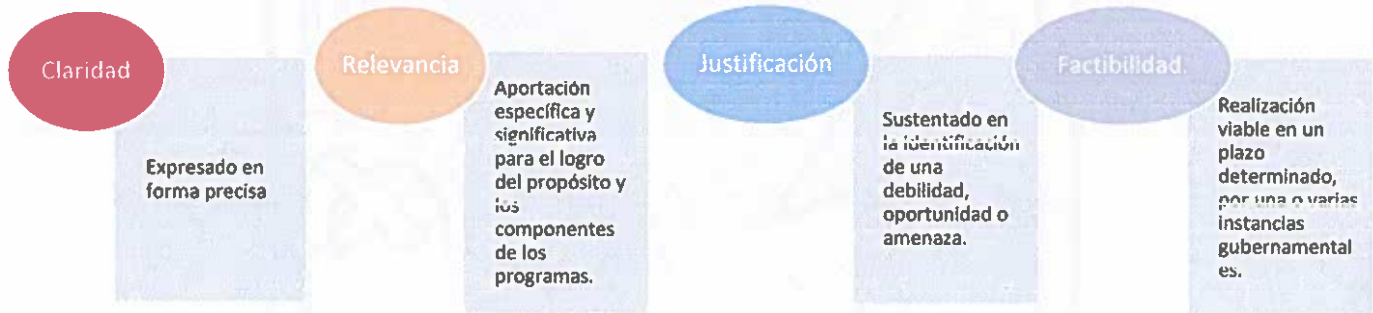 Claridad
Expresado en
forma precisa
Relevancia
Aportación
específica y
significativa
para el logro
del propósito y
los
componentes
de los
programas.
Justificación
Sustentado en
la identificación
de una
debilidad,
oportunidad o
amenaza.
Factibilidad.
Realización
viable en un
plazo
determinado,
por una o varias
instancias
gubernamental
es.